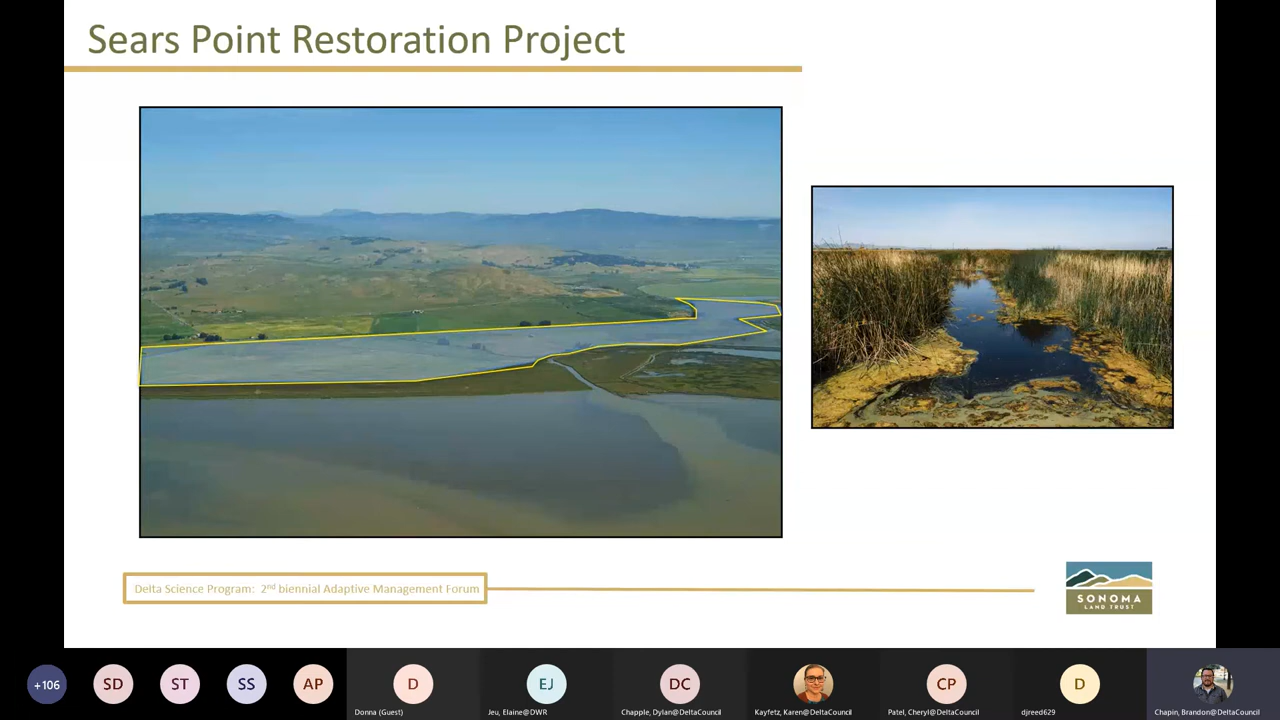 Sears Point Restoration Project
Delta Science Program: 2nd biennial Adaptive Management Forum
SONOMA
LAND TRUST
+106
SD
ST
SS
AP
D
EJ
DC
CP
D
Donna (Guest)
Jeu, Elaine@DWR
Chapple, Dylan@DeltaCouncil
Kayfetz, Karen@DeltaCouncil
Patel, Cheryl@DeltaCouncil
djreed629
Chapin, Brandon@DeltaCouncil